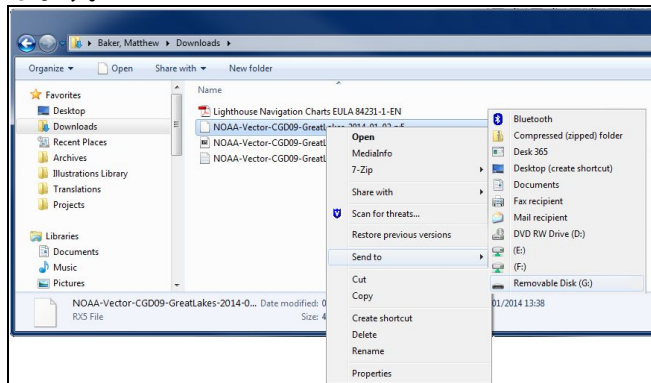 Baker, Matthew ▸ Downloads ▸
Organize Open Share with New folder
Favorites
Desktop
Downloads
Recent Places
Archives
Illustrations Library
Translations
Projects
Libraries
Documents
Music
Pictures
Name
Lighthouse Navigation Charts EULA 84231-1-EN
NOAA-Vector-CGD09-GreatLakes-2014-01-02
NOAA-Vector-CGD09-GreatL
NOAA-Vector-CGD09-GreatL
Open
MediaInfo
7-Zip
Share with
Scan for threats...
Restore previous versions
Send to
Cut
Copy
Create shortcut
Delete
Rename
Properties
Bluetooth
Compressed (zipped) folder
Desk 365
Desktop (create shortcut)
Documents
Fax recipient
Mail recipient
DVD RW Drive (D:)
(E:)
(F:)
Removable Disk (G:)
NOAA-Vector-CGD09-GreatLakes-2014-0... Date modified: 0
01/2014 13:38
RX5 File Size: 4